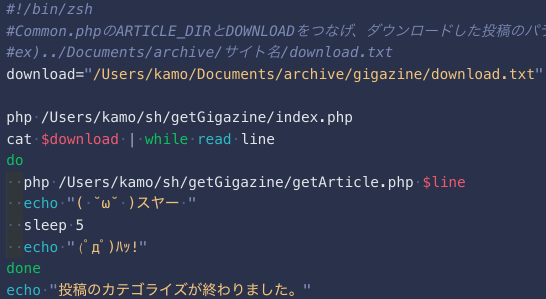 #!/bin/zsh
#Common.phpのARTICLE_DIRとDOWNLOADをつなげ、ダウンロードした投稿のパ
#ex)../Documents/archive/サイト名/download.txt
download="/Users/kamo/Documents/archive/gigazine/download.txt"
php /Users/kamo/sh/getGigazine/index.php
cat $download | while read line
do
php /Users/kamo/sh/getGigazine/getArticle.php $line
echo "( ˘ω˘ )スヤー "
sleep 5
echo "(ﾟдﾟ)ﾊｯ!"
done
echo "投稿のカテゴライズが終わりました。"